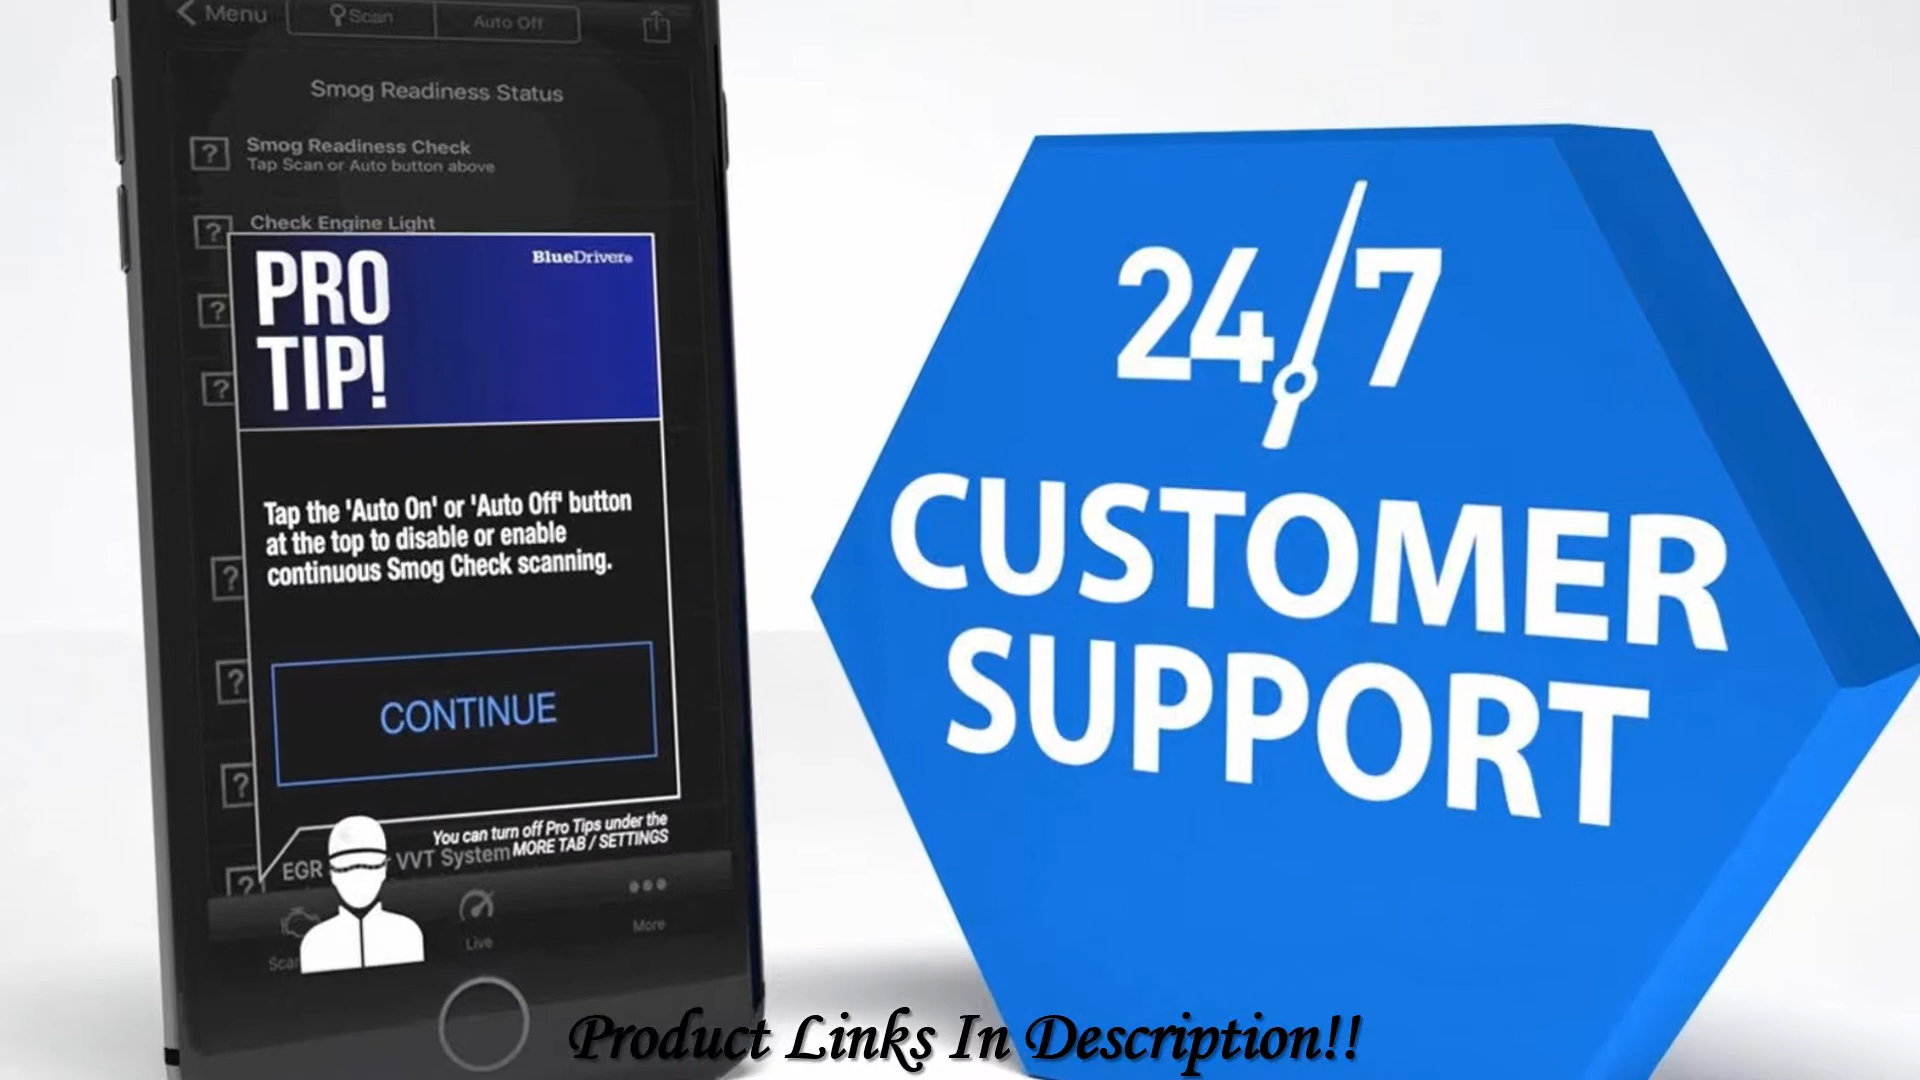 Menu
Scan
Auto Off
Smog Readiness Status
? Smog Readiness Check
Tap Scan or Auto button above
? Check Engine Light
?
?
PRO
TIP!
BlueDriver®
Tap the 'Auto On' or 'Auto Off' button
at the top to disable or enable
continuous Smog Check scanning.
?
?
CONTINUE
?
You can turn off Pro Tips under the
MORE TAB / SETTINGS
? EGR VVT System
Live
More
24/7
CUSTOMER
SUPPORT
Product Links In Description!!